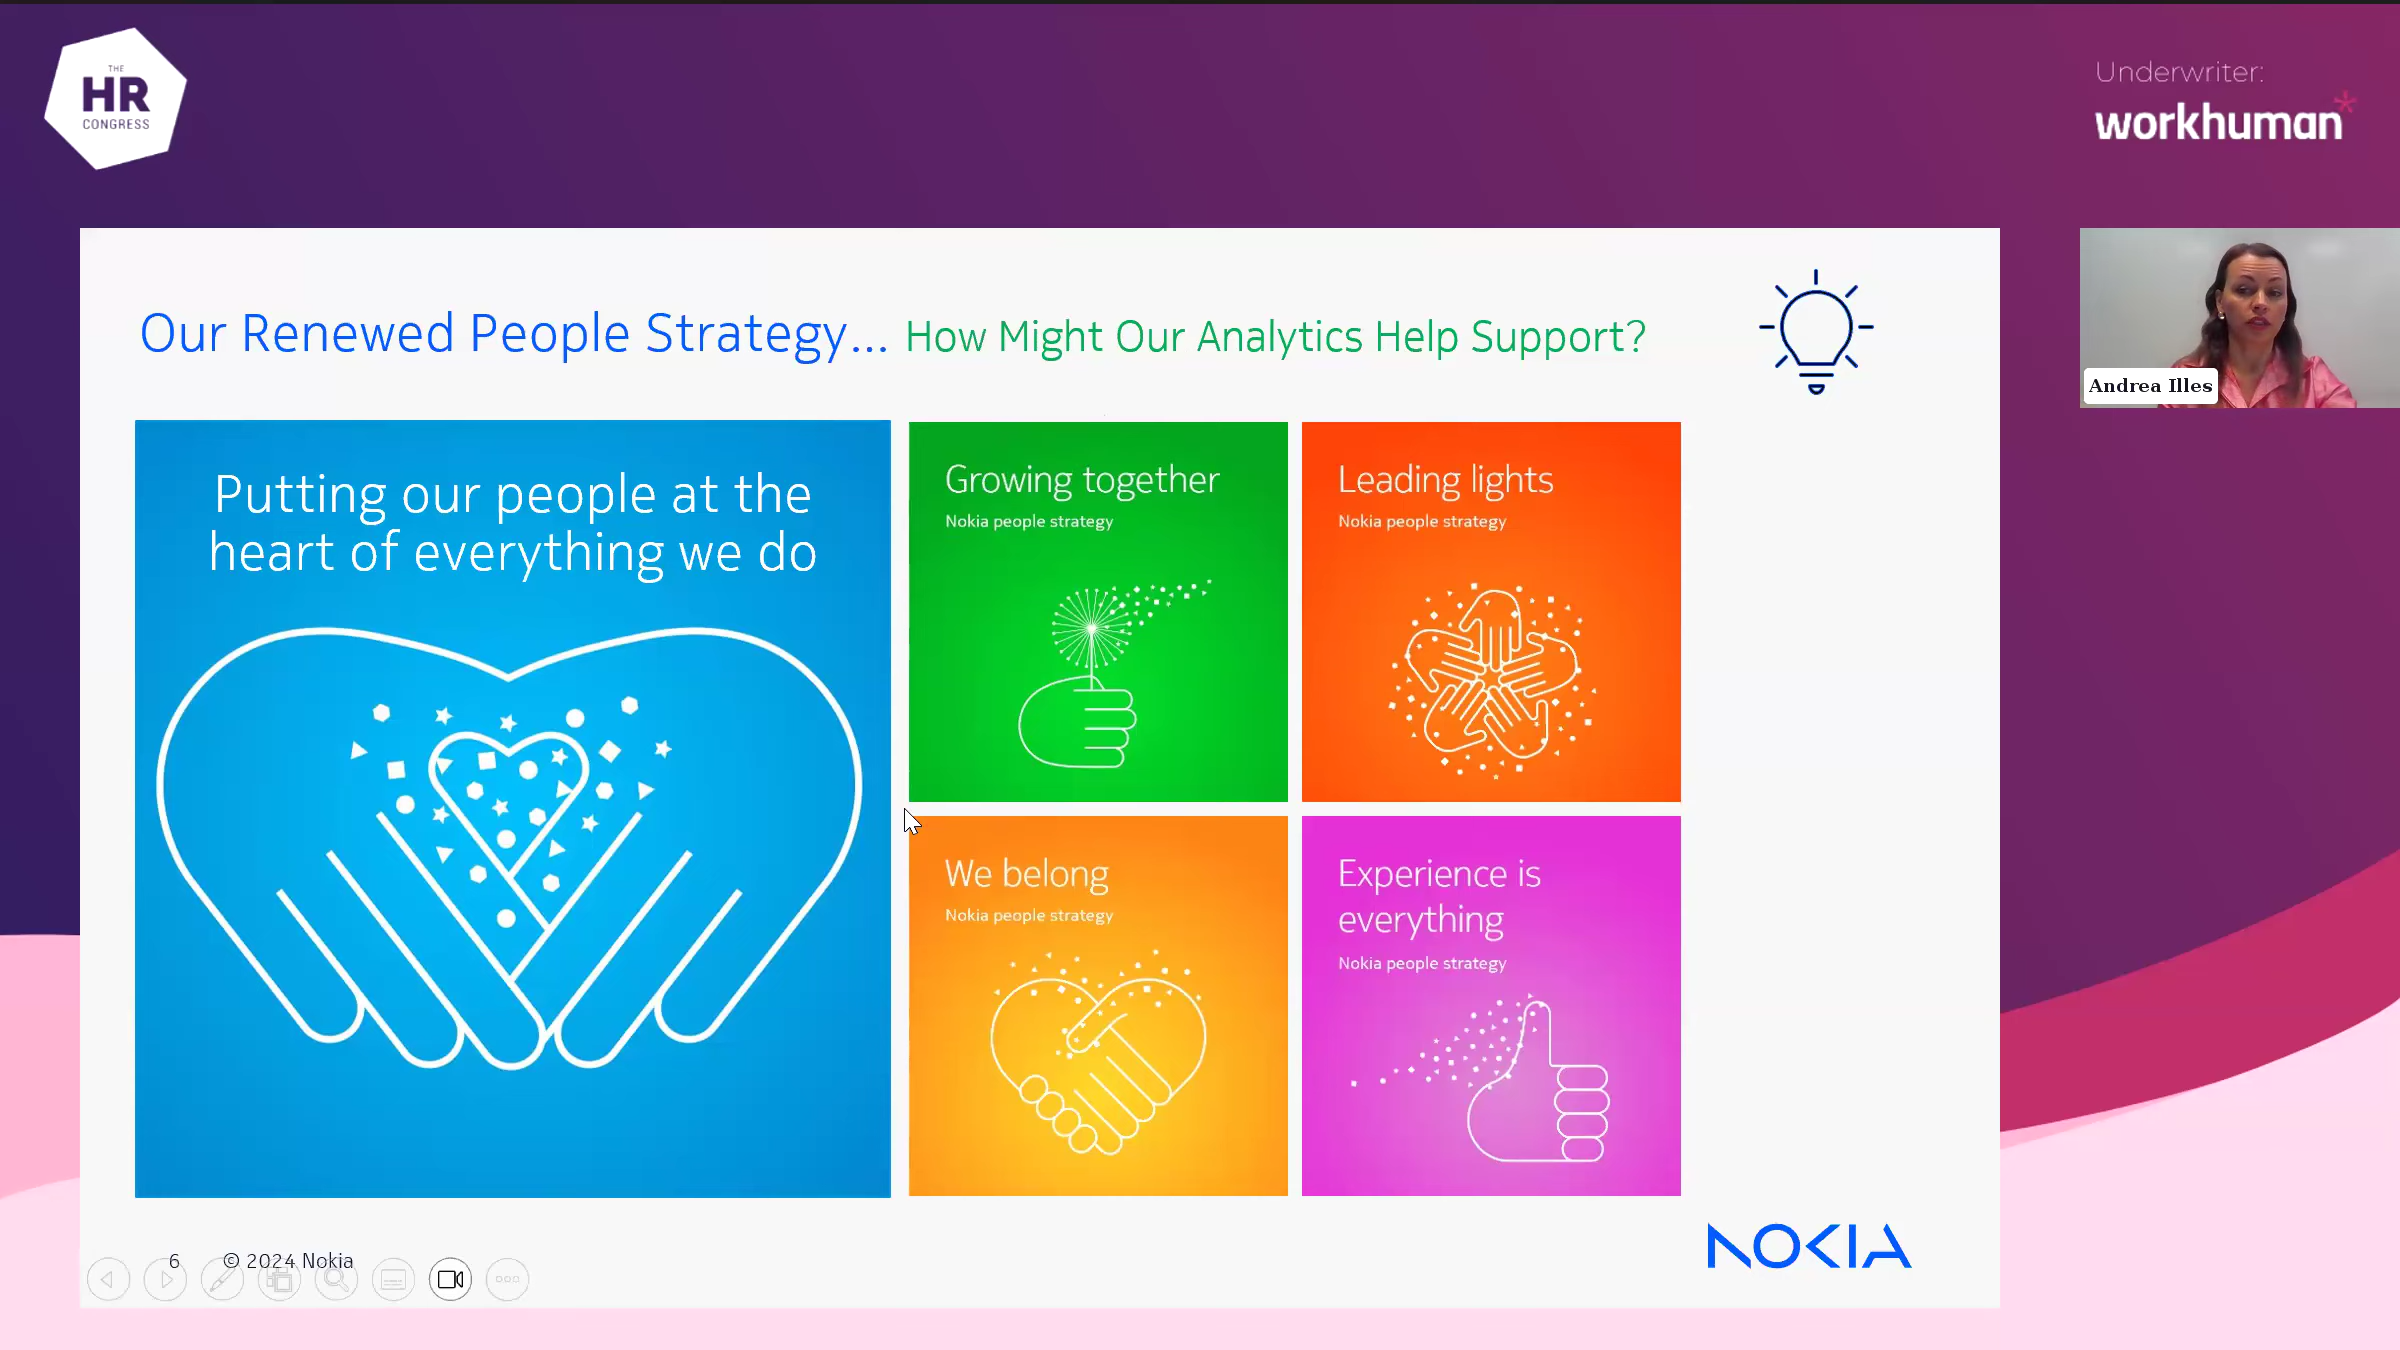 THE
HR
CONGRESS
Underwriter:
workhuman*
Our Renewed People Strategy... How Might Our Analytics Help Support?
Andrea Illes
Putting our people at the
heart of everything we do
Growing together
Nokia people strategy
Leading lights
Nokia people strategy
We belong
Nokia people strategy
Experience is
everything
Nokia people strategy
6 © 2024 Nokia
NOKIA